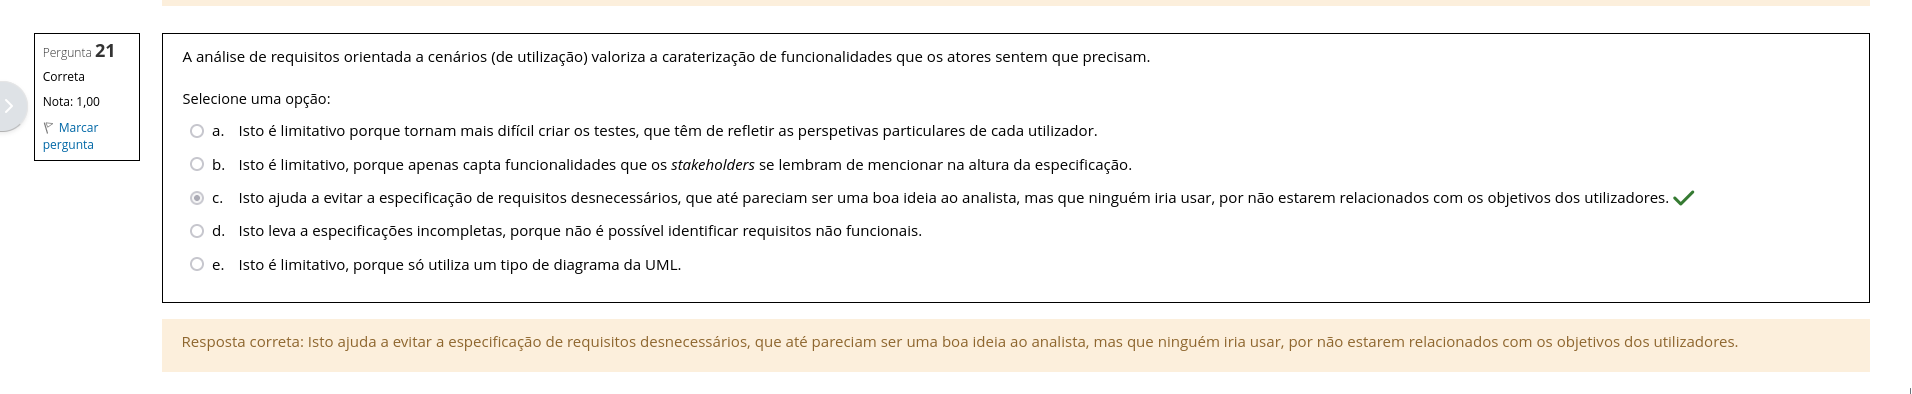 Pergunta 21
Correta
Nota: 1,00
Marcar
pergunta
A análise de requisitos orientada a cenários (de utilização) valoriza a caraterização de funcionalidades que os atores sentem que precisam.
Selecione uma opção:
a. Isto é limitativo porque tornam mais difícil criar os testes, que têm de refletir as perspetivas particulares de cada utilizador.
b. Isto é limitativo, porque apenas capta funcionalidades que os stakeholders se lembram de mencionar na altura da especificação.
c. Isto ajuda a evitar a especificação de requisitos desnecessários, que até pareciam ser uma boa ideia ao analista, mas que ninguém iria usar, por não estarem relacionados com os objetivos dos utilizadores.
d. Isto leva a especificações incompletas, porque não é possível identificar requisitos não funcionais.
e. Isto é limitativo, porque só utiliza um tipo de diagrama da UML.
Resposta correta: Isto ajuda a evitar a especificação de requisitos desnecessários, que até pareciam ser uma boa ideia ao analista, mas que ninguém iria usar, por não estarem relacionados com os objetivos dos utilizadores.